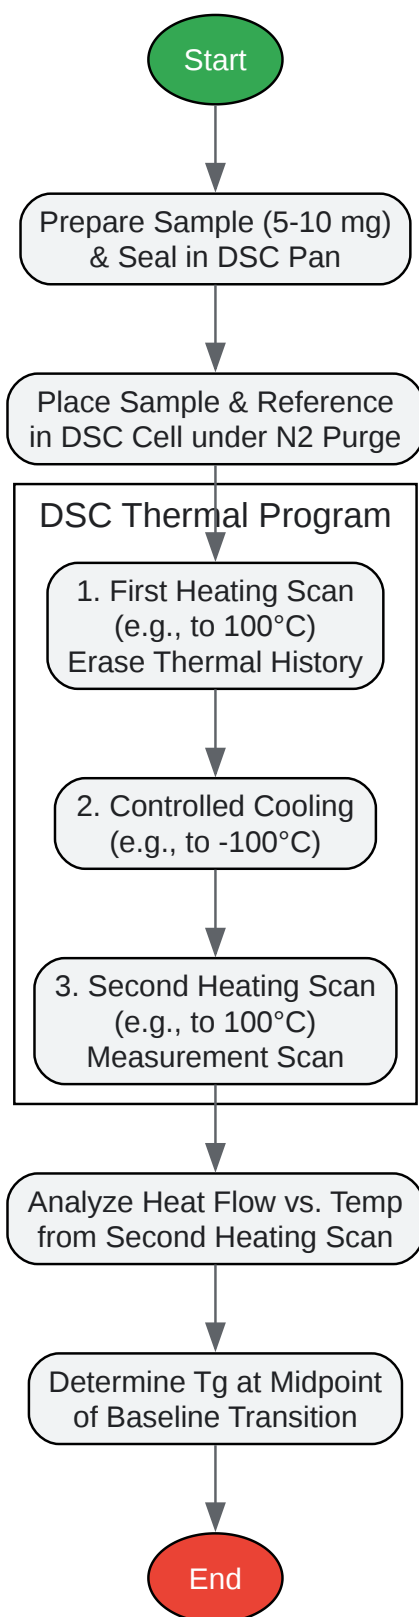 Start
Prepare Sample (5-10 mg)
& Seal in DSC Pan
Place Sample & Reference
in DSC Cell under N2 Purge
DSC Thermal Program
1. First Heating Scan
(e.g., to 100°C)
Erase Thermal History
2. Controlled Cooling
(e.g., to -100°C)
3. Second Heating Scan
(e.g., to 100°C)
Measurement Scan
Analyze Heat Flow vs. Temp
from Second Heating Scan
Determine Tg at Midpoint
of Baseline Transition
End